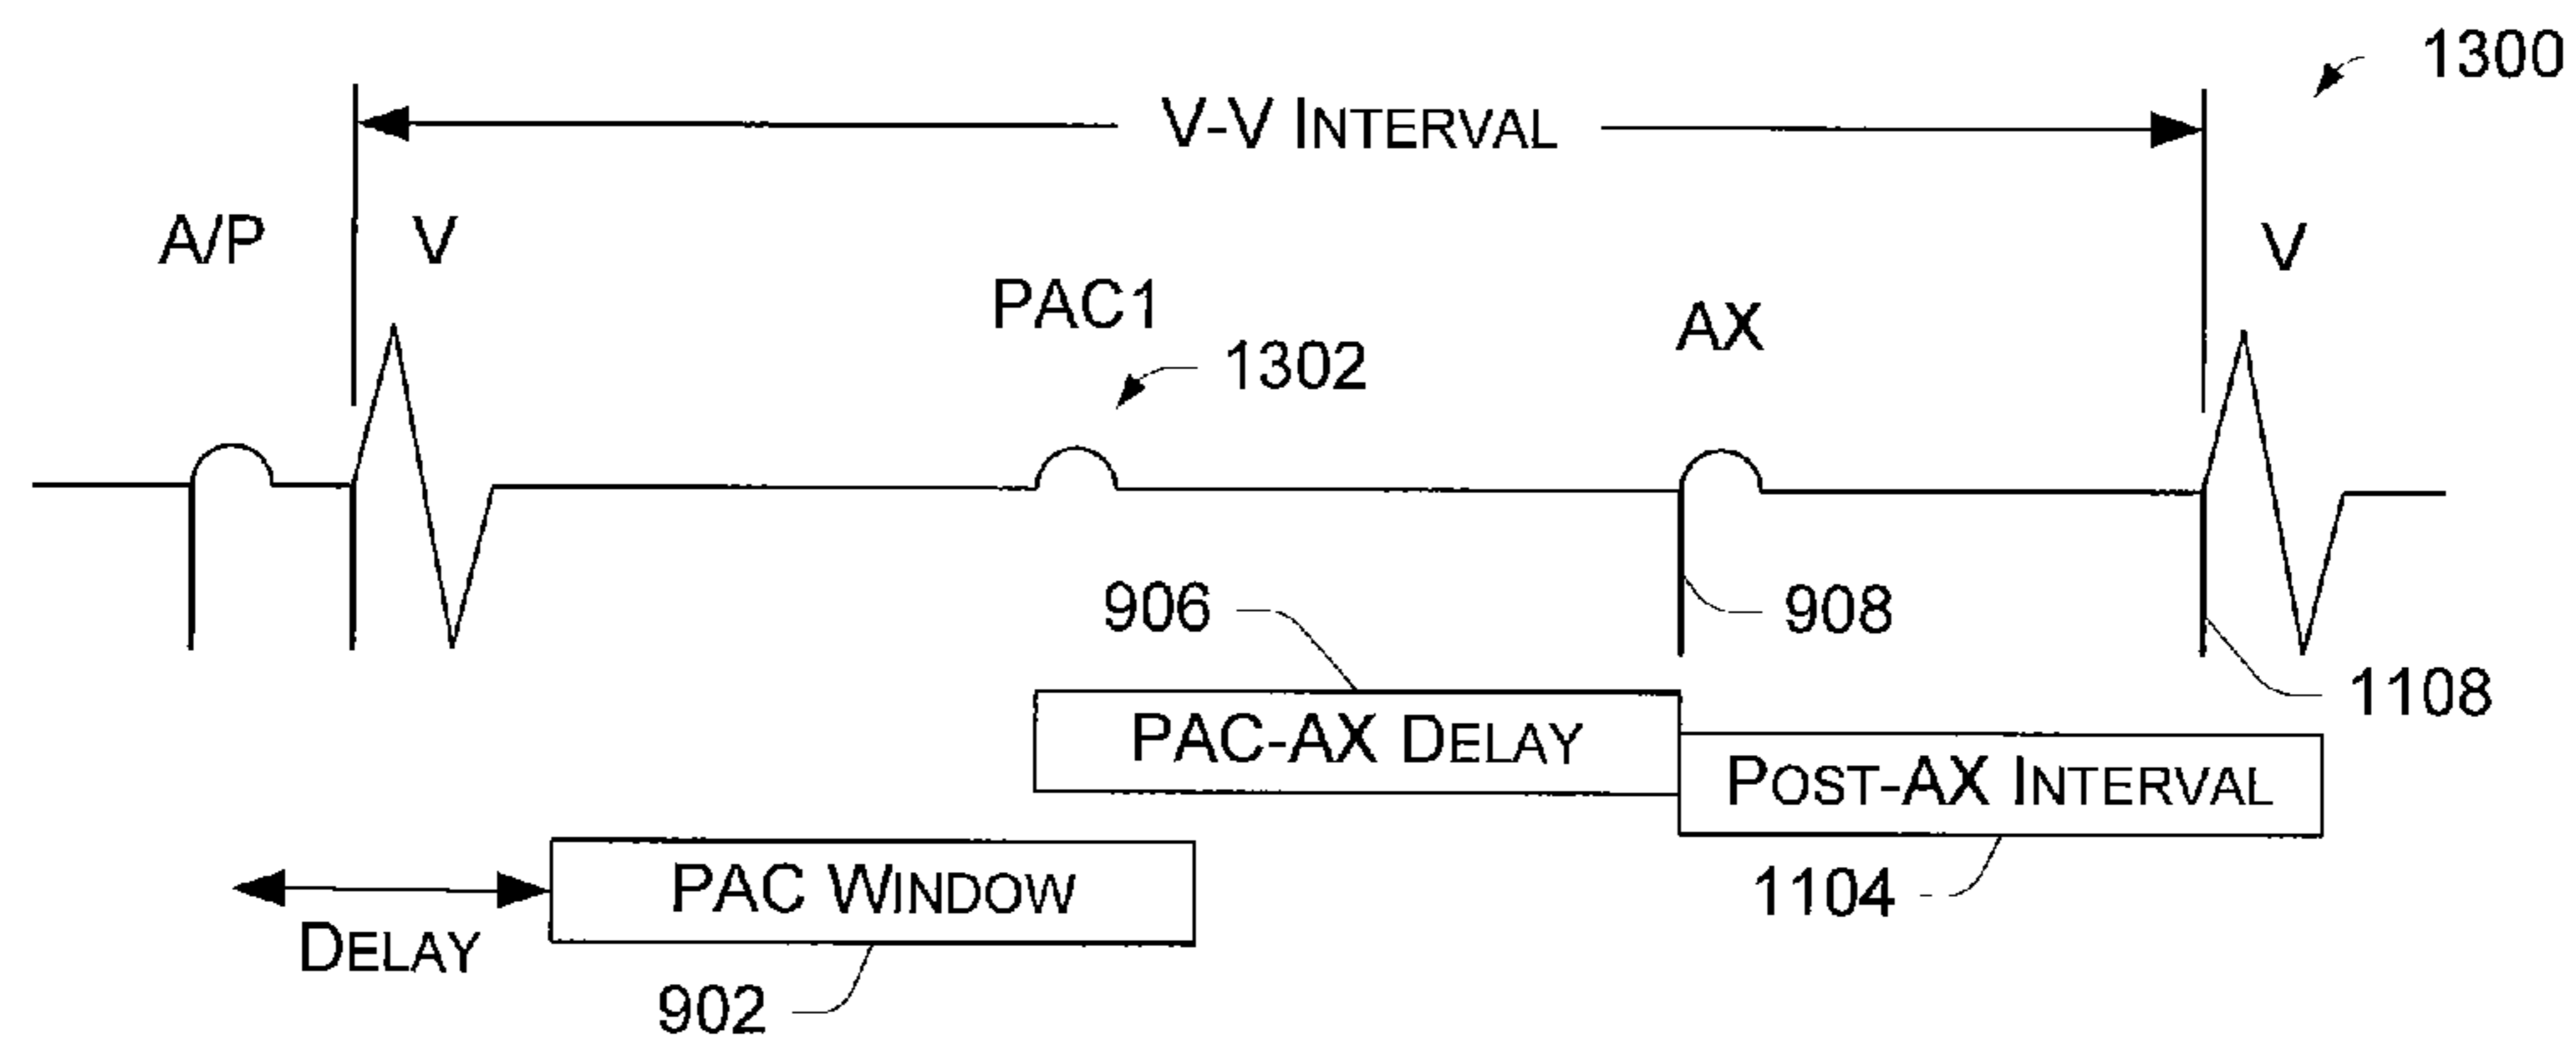 1300
V-V INTERVAL
A/P
V
V
PAC1
AX
1302
906
908
1108
PAC-AX DELAY
POST-AX INTERVAL
PAC WINDOW
1104
DELAY
902